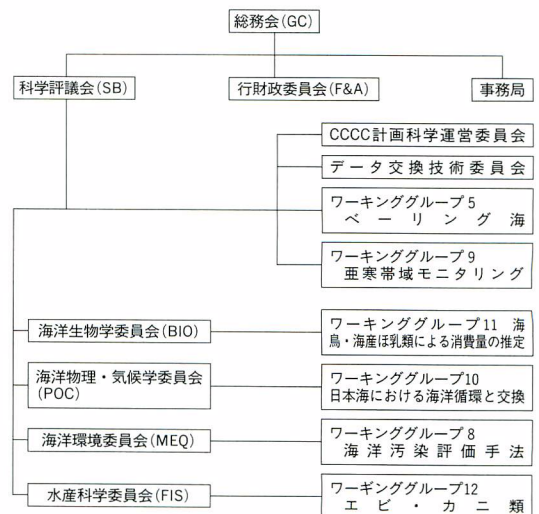 総務会(GC)
科学評議会(SB)
行財政委員会(F&A)
事務局
CCCC計画科学運営委員会
データ交換技術委員会
ワーキンググループ5
ベーリング海
ワーキンググループ9
亜寒帯域モニタリング
海洋生物学委員会(BIO)
ワーキンググループ11 海
鳥・海産ほ乳類による消費量の推定
海洋物理・気候学委員会
(POC)
ワーキンググループ10
日本海における海洋循環と交換
海洋環境委員会(MEQ)
ワーキンググループ8
海洋汚染評価手法
水産科学委員会(FIS)
ワーギンググループ12
エビ・カニ類